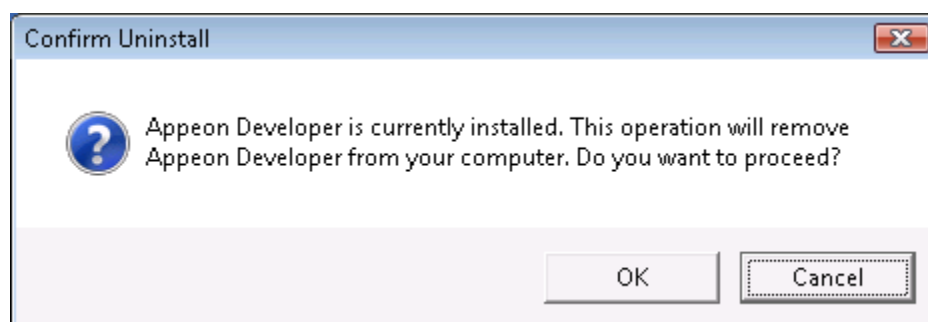 Confirm Uninstall
Appeon Developer is currently installed. This operation will remove
Appeon Developer from your computer. Do you want to proceed?
OK
Cancel